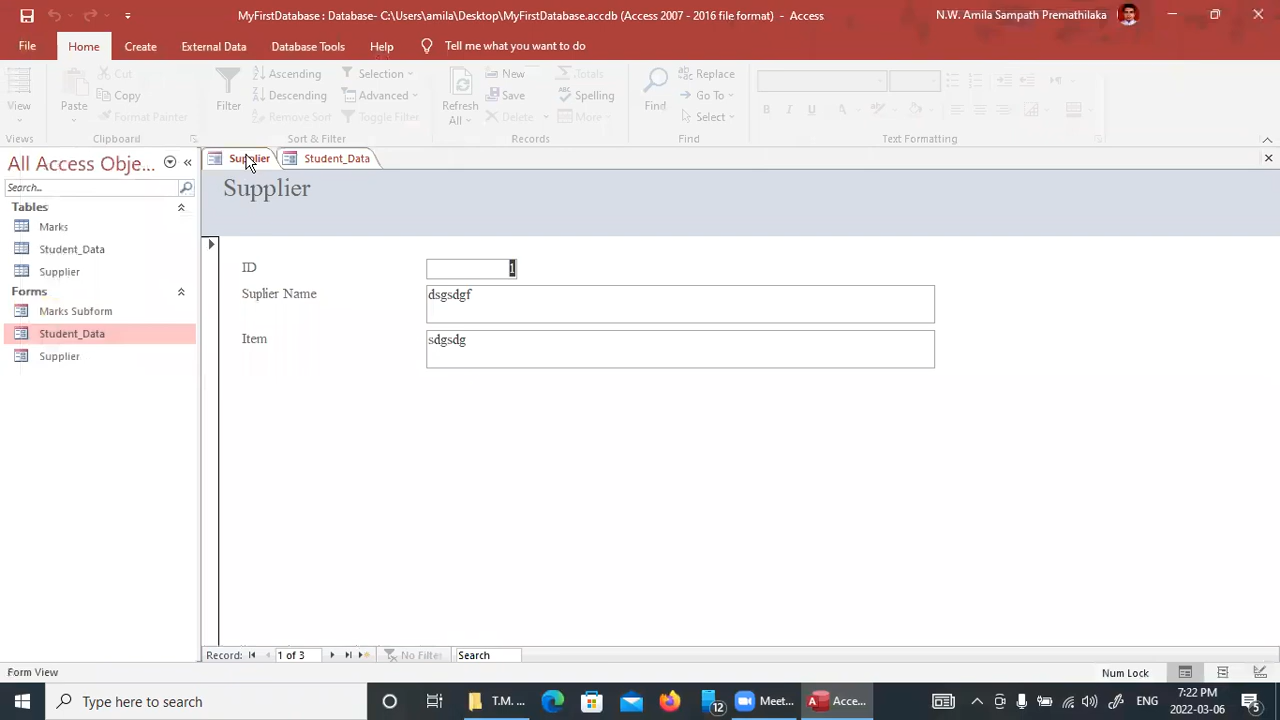 MyFirstDatabase : Database- C:\Users\amila\Desktop\MyFirstDatabase.accdb (Access 2007 - 2016 file format) - Access
N.W. Amila Sampath Premathilaka
File Home Create External Data Database Tools Help Tell me what you want to do
View
Views
Paste
Cut
Copy
Format Painter
Clipboard
Filter
Ascending
Descending
Remove Sort
Selection
Advanced
Toggle Filter
Sort & Filter
Refresh
All
New
Save
Delete
Totals
Spelling
More
Records
Find
Replace
Go To
Select
Find
B I U A A
Text Formatting
All Access Obje...
Search...
Tables
Marks
Student_Data
Supplier
Forms
Marks Subform
Student_Data
Supplier
Supplier Student_Data
Supplier
ID 1
Suplier Name dsgsdgf
Item sdgsdg
Record: 1 of 3 No Filter Search
Form View Num Lock
Type here to search
T.M. ...
12
Meet...
Acce...
ENG
7:22 PM
2022-03-06
5